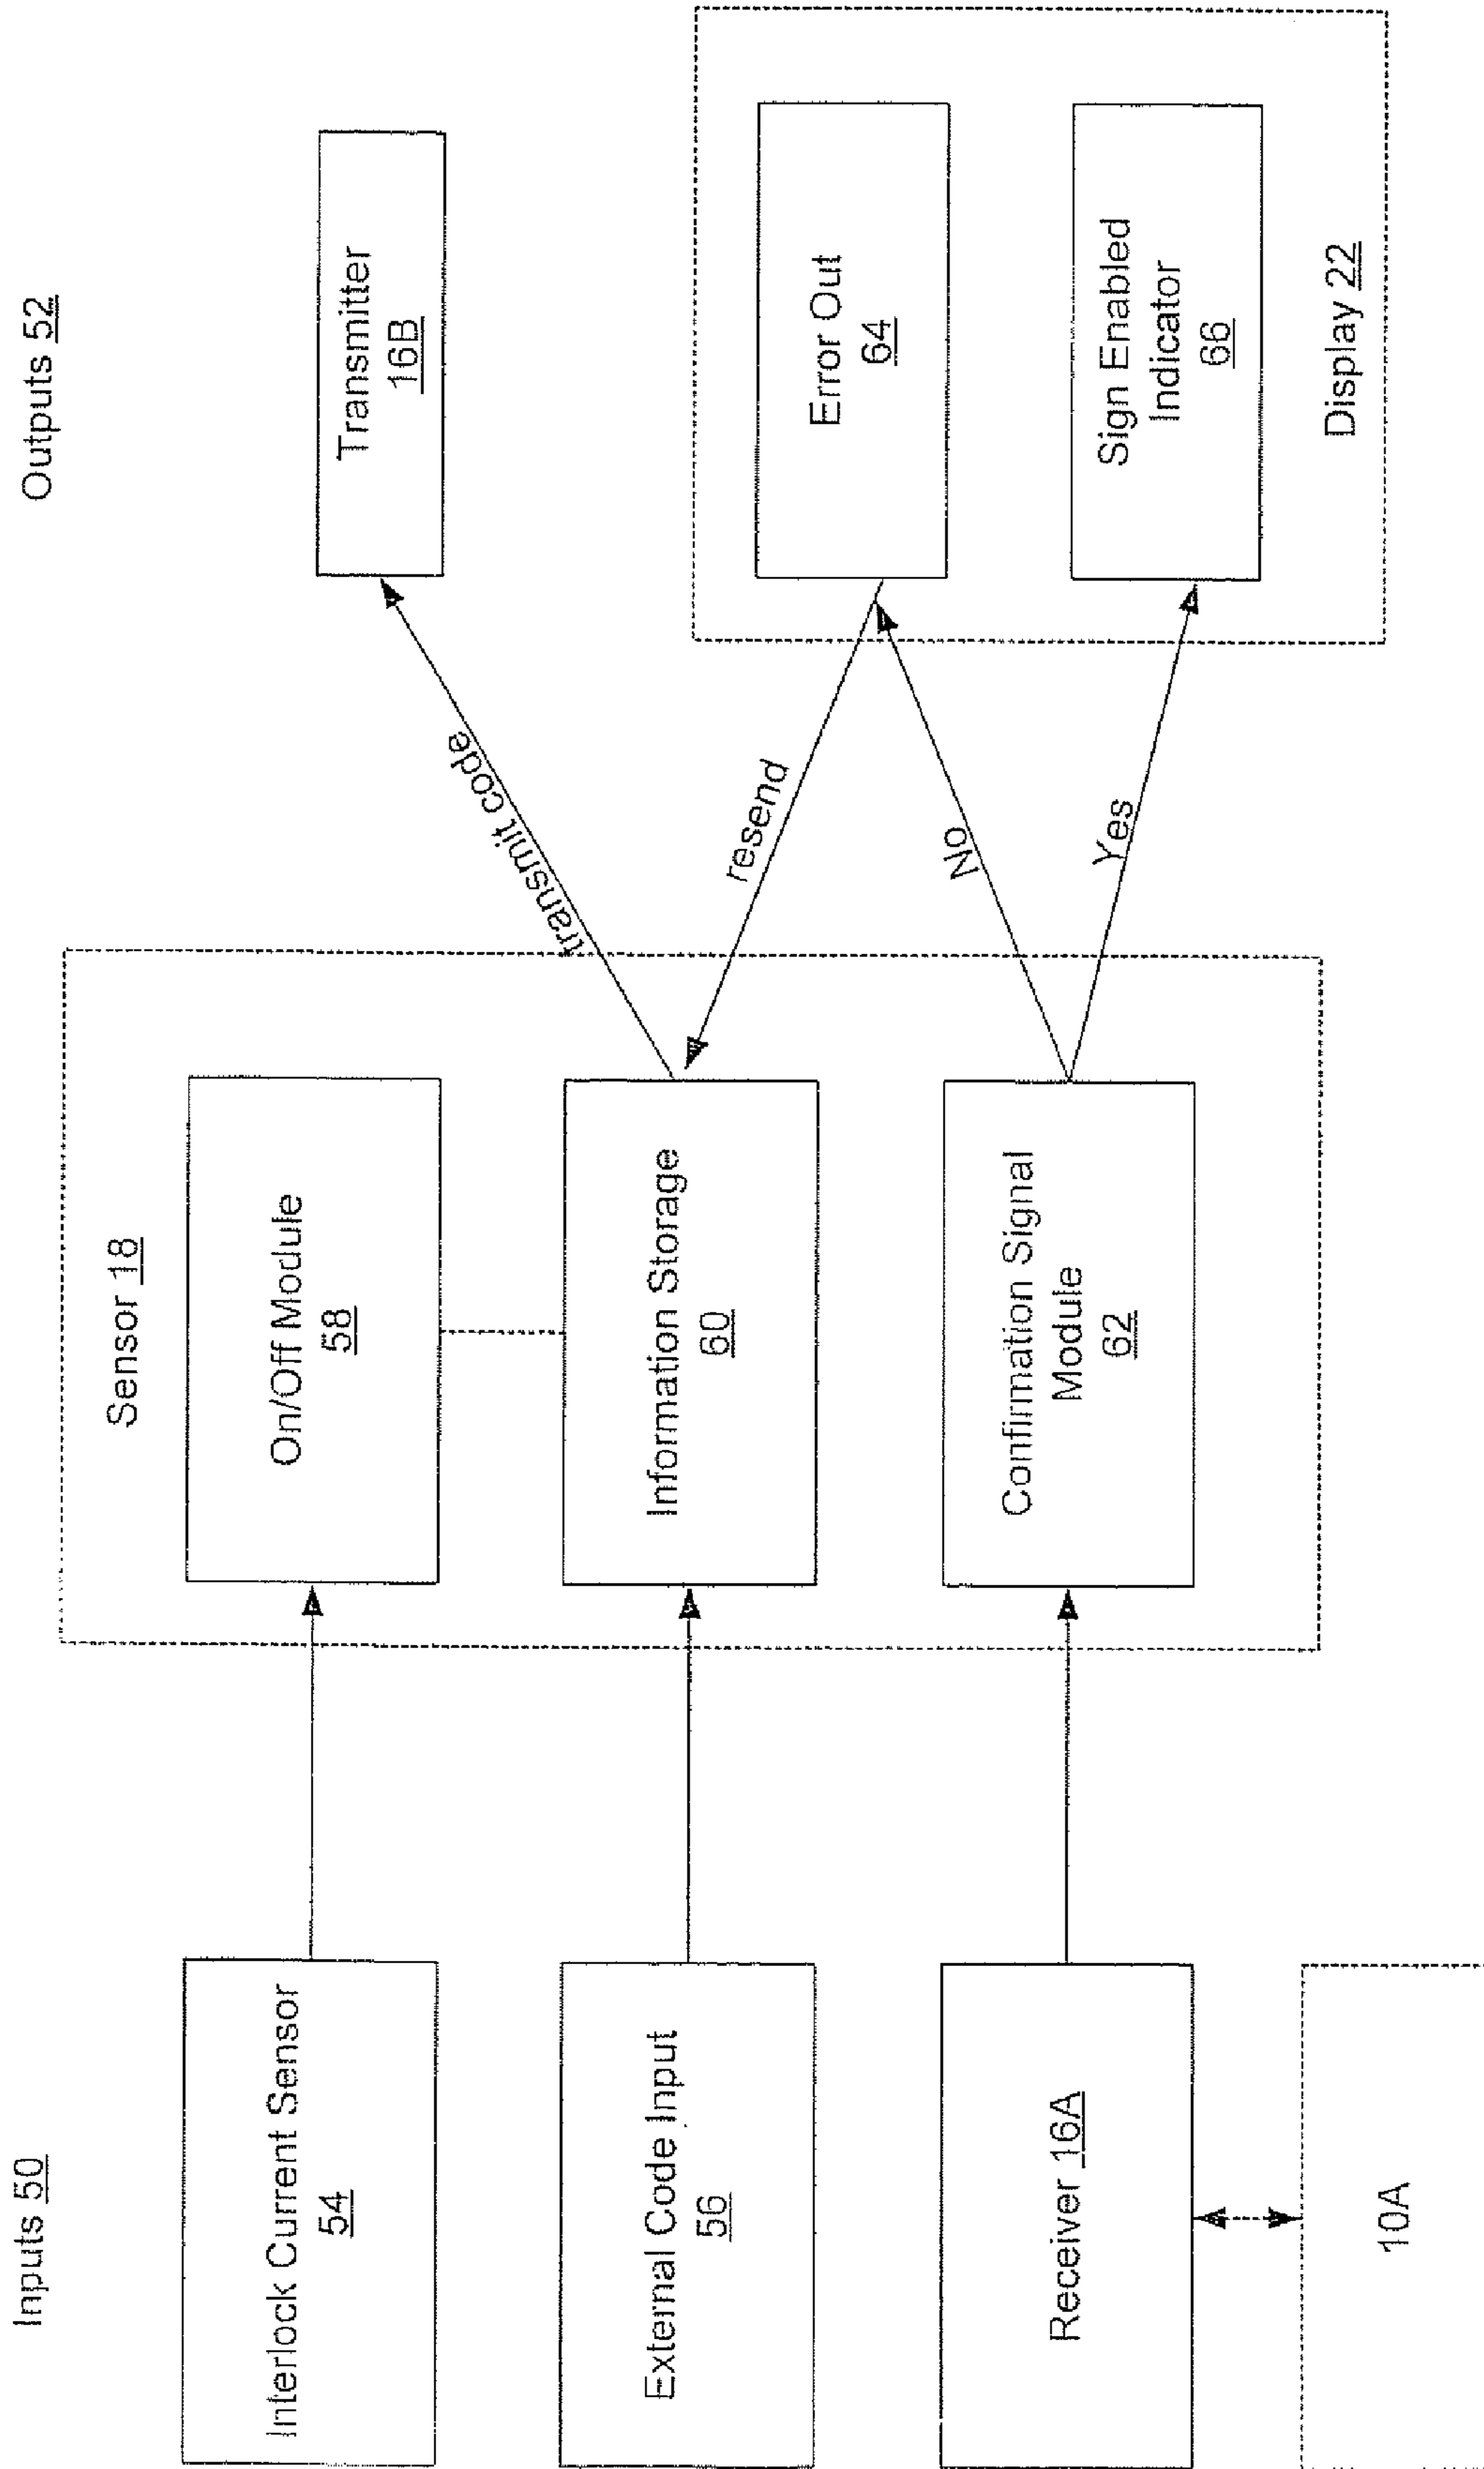 Inputs 50
Outputs 52
Interlock Current Sensor
54
External Code Input
56
Receiver 16A
10A
Sensor 18
On/Off Module
58
Information Storage
60
Confirmation Signal
Module
62
transmit code
resend
No
Yes
Transmitter
16B
Error Out
64
Sign Enabled
Indicator
66
Display 22